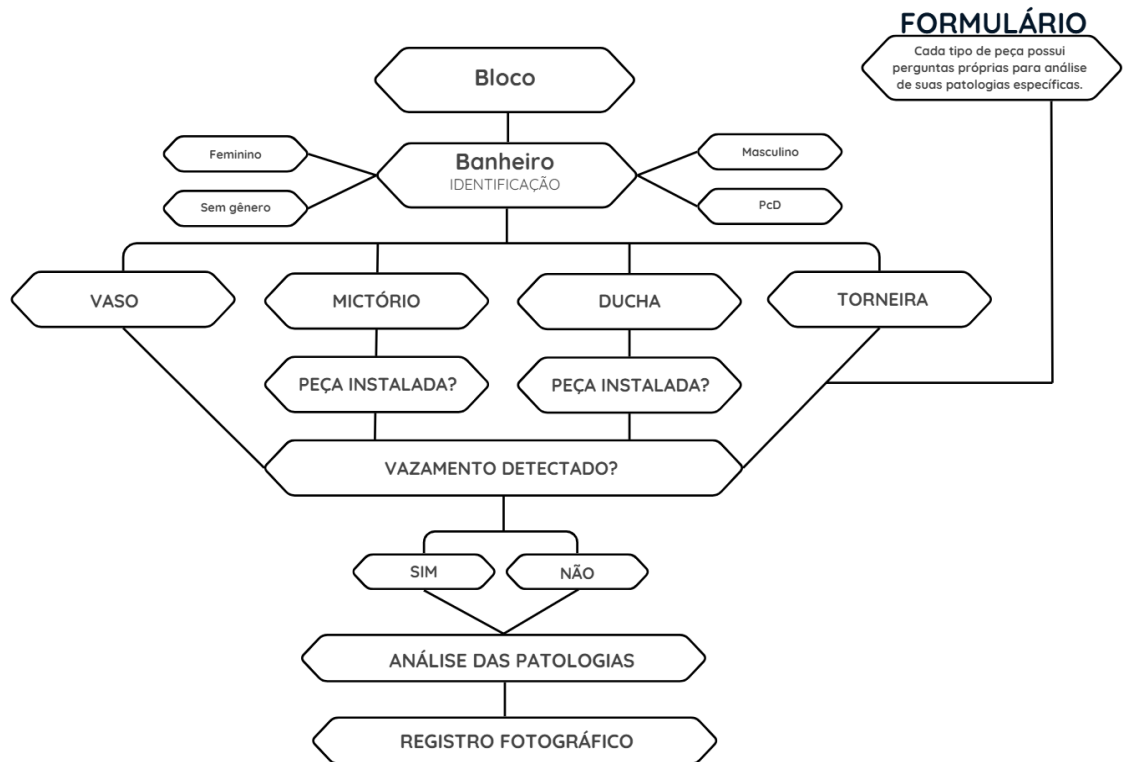 FORMULÁRIO
Cada tipo de peça possui
perguntas próprias para análise
de suas patologias específicas.
Bloco
Banheiro
IDENTIFICAÇÃO
Feminino
Sem gênero
Masculino
PcD
VASO
MICTÓRIO
DUCHA
TORNEIRA
PEÇA INSTALADA?
PEÇA INSTALADA?
VAZAMENTO DETECTADO?
SIM
NÃO
ANÁLISE DAS PATOLOGIAS
REGISTRO FOTOGRÁFICO